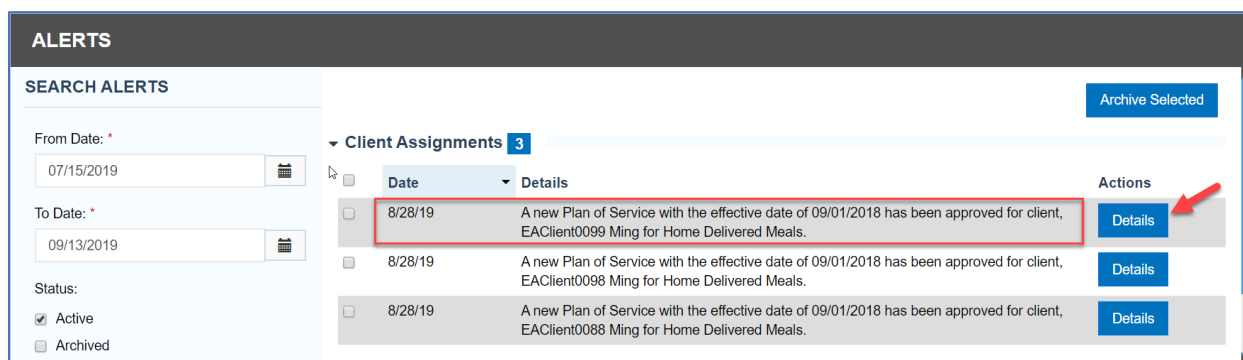 ALERTS
SEARCH ALERTS
Archive Selected
From Date: *
07/15/2019
To Date: *
09/13/2019
Status:
Active
Archived
Client Assignments 3
Date Details Actions
8/28/19 A new Plan of Service with the effective date of 09/01/2018 has been approved for client, Details
EAClient0099 Ming for Home Delivered Meals.
8/28/19 A new Plan of Service with the effective date of 09/01/2018 has been approved for client, Details
EAClient0098 Ming for Home Delivered Meals.
8/28/19 A new Plan of Service with the effective date of 09/01/2018 has been approved for client, Details
EAClient0088 Ming for Home Delivered Meals.